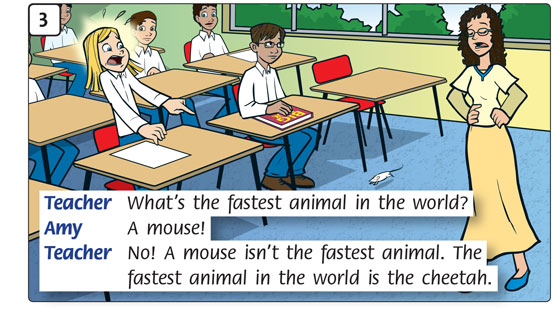 3
Teacher What's the fastest animal in the world?
Amy A mouse!
Teacher No! A mouse isn't the fastest animal. The
fastest animal in the world is the cheetah.